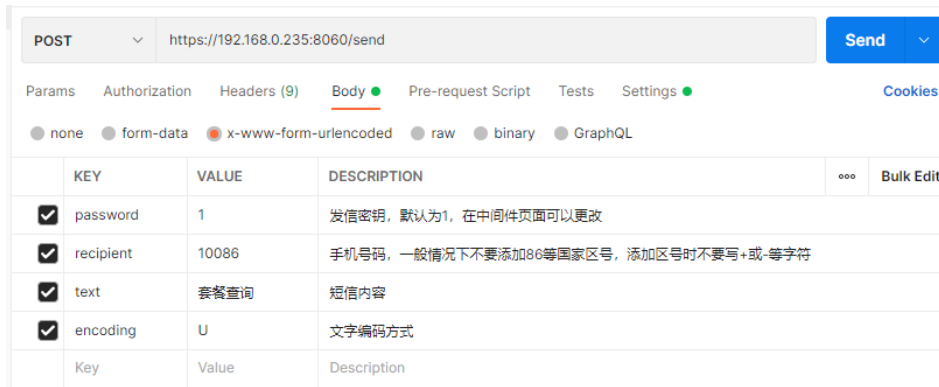 POST https://192.168.0.235:8060/send Send
Params Authorization Headers (9) Body Pre-request Script Tests Settings Cookies
none form-data x-www-form-urlencoded raw binary GraphQL
KEY VALUE DESCRIPTION ooo Bulk Edit
password 1 发信密钥，默认为1，在中间件页面可以更改
recipient 10086 手机号码，一般情况下不要添加86等国家区号，添加区号时不要写+或-等字符
text 套餐查询 短信内容
encoding U 文字编码方式
Key Value Description